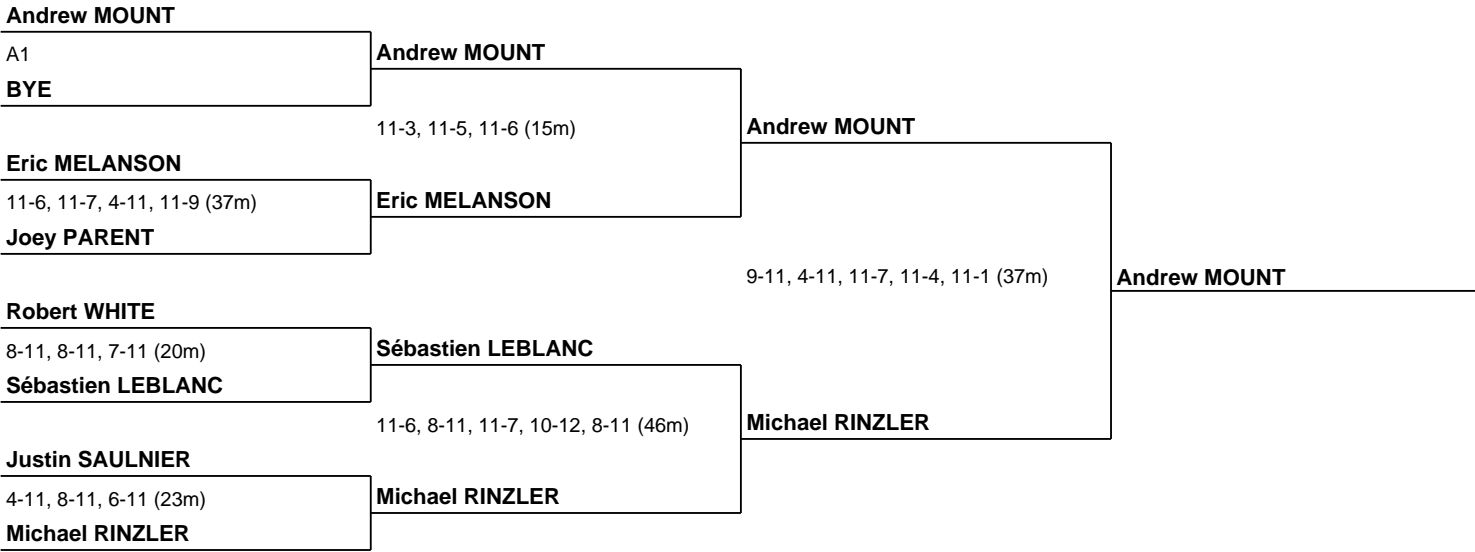 Andrew MOUNT
A1
BYE
Eric MELANSON
11-6, 11-7, 4-11, 11-9 (37m)
Joey PARENT
Robert WHITE
8-11, 8-11, 7-11 (20m)
Sébastien LEBLANC
Justin SAULNIER
4-11, 8-11, 6-11 (23m)
Michael RINZLER
Andrew MOUNT
11-3, 11-5, 11-6 (15m)
Eric MELANSON
Sébastien LEBLANC
11-6, 8-11, 11-7, 10-12, 8-11 (46m)
Michael RINZLER
Andrew MOUNT
9-11, 4-11, 11-7, 11-4, 11-1 (37m)
Michael RINZLER
Andrew MOUNT